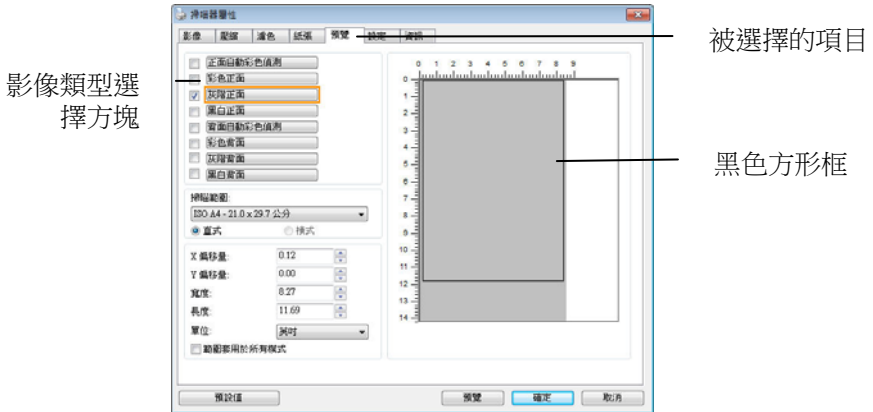 掃瞄器屬性
影像 壓縮 濾色 紙張 預覽 設定 資訊
被選擇的項目
影像類型選
擇方塊
正面自動彩色偵測
彩色正面
灰階正面
黑白正面
背面自動彩色偵測
彩色背面
灰階背面
黑白背面
掃瞄範圍:
ISO A4 - 21.0 x 29.7 公分
直式 橫式
X 偏移量: 0.12
Y 偏移量: 0.00
寬度: 8.27
長度: 11.69
單位: 英吋
範圍套用於所有模式
0 1 2 3 4 5 6 7 8 9
0
1
2
3
4
5
6
7
8
9
10
11
12
13
14
黑色方形框
預設值 預覽 確定 取消